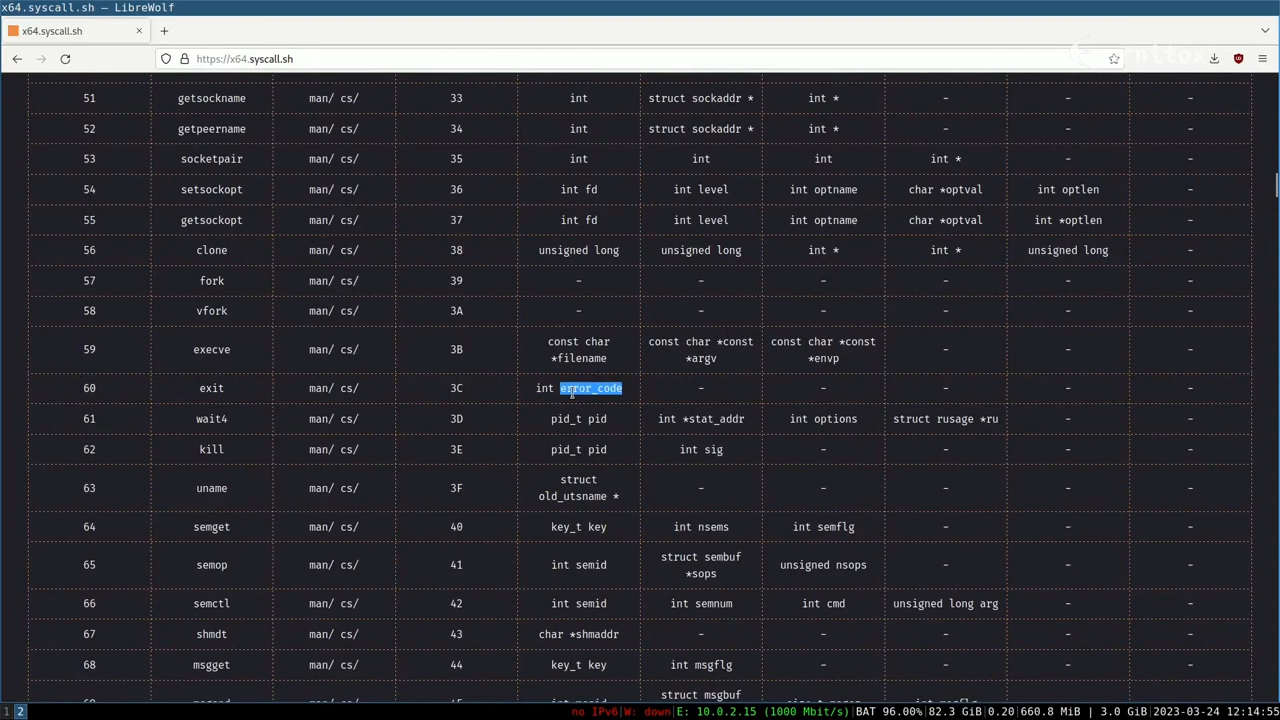 x64.syscall.sh — LibreWolf
x64.syscall.sh
https://x64.syscall.sh
51 getsockname man/ cs/ 33 int struct sockaddr * int * - - -
52 getpeername man/ cs/ 34 int struct sockaddr * int * - - -
53 socketpair man/ cs/ 35 int int int int * - -
54 setsockopt man/ cs/ 36 int fd int level int optname char *optval int optlen -
55 getsockopt man/ cs/ 37 int fd int level int optname char *optval int *optlen -
56 clone man/ cs/ 38 unsigned long unsigned long int * int * unsigned long -
57 fork man/ cs/ 39 - - - - - -
58 vfork man/ cs/ 3A - - - - - -
59 execve man/ cs/ 3B const char *filename const char *const *argv const char *const *envp - - -
60 exit man/ cs/ 3C int error_code - - - - -
61 wait4 man/ cs/ 3D pid_t pid int *stat_addr int options struct rusage *ru - -
62 kill man/ cs/ 3E pid_t pid int sig - - - -
63 uname man/ cs/ 3F struct old_utsname * - - - - -
64 semget man/ cs/ 40 key_t key int nsems int semflg - - -
65 semop man/ cs/ 41 int semid struct sembuf *sops unsigned nsops - - -
66 semctl man/ cs/ 42 int semid int semnum int cmd unsigned long arg - -
67 shmdt man/ cs/ 43 char *shmaddr - - - - -
68 msgget man/ cs/ 44 key_t key int msgflg - - - -
struct msgbuf
1 2 no IPv6|W: down|E: 10.0.2.15 (1000 Mbit/s)|BAT 96.00%|82.3 GiB|0.20|660.8 MiB | 3.0 GiB|2023-03-24 12:14:55